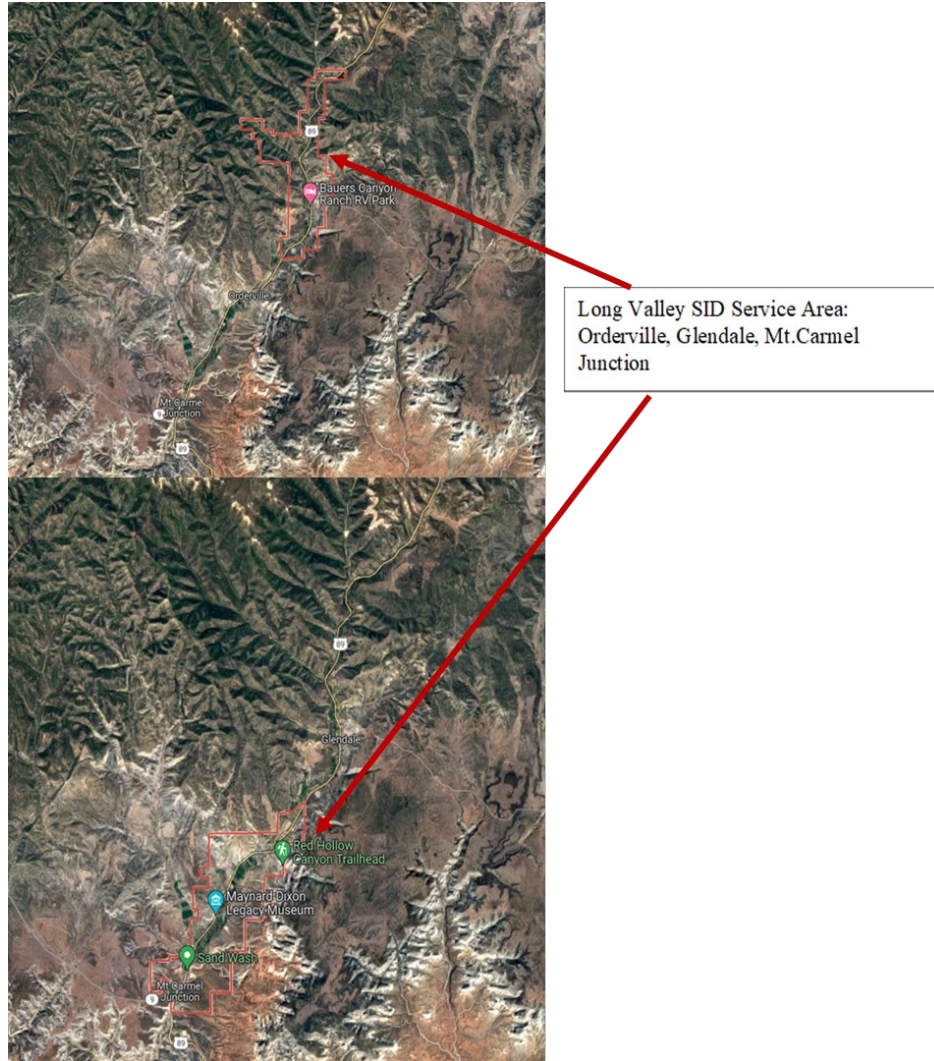 89
Bauers Canyon
Ranch RV Park
Orderville
Mt Carmel
Junction
9
89
Long Valley SID Service Area:
Orderville, Glendale, Mt.Carmel
Junction
89
Glendale
Red Hollow
Canyon Trailhead
Maynard Dixon
Legacy Museum
Sand Wash
Mt Carmel
Junction
9
89